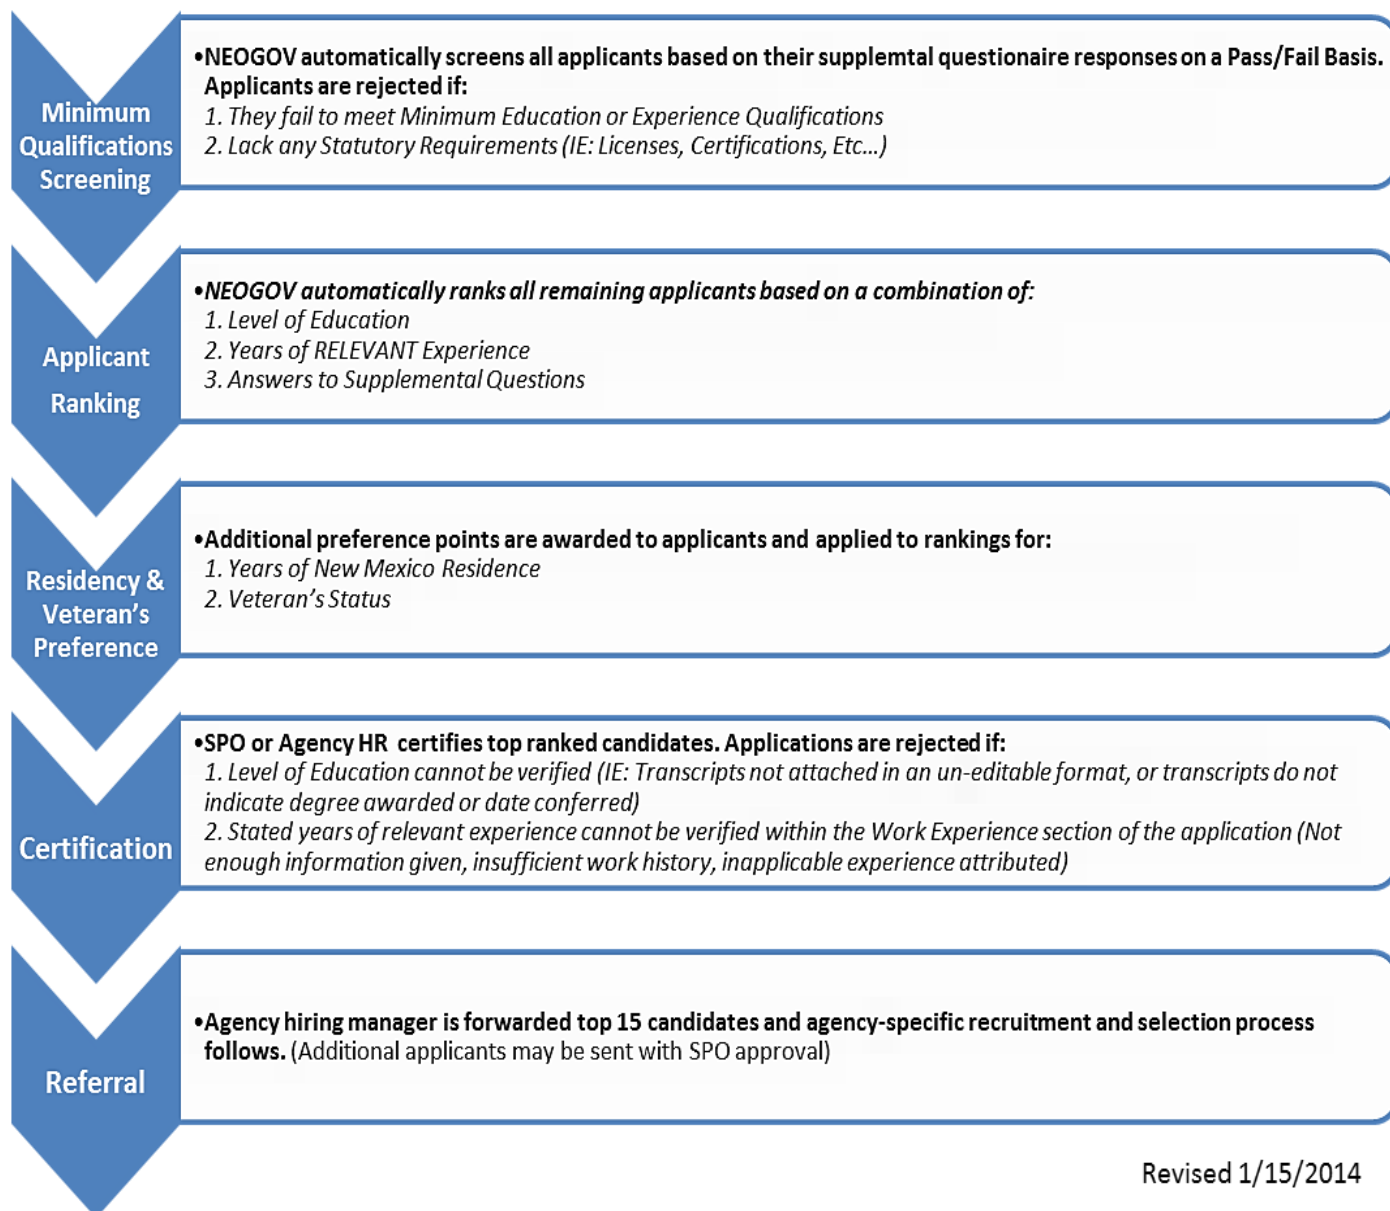 Minimum
Qualifications
Screening
•NEOGOV automatically screens all applicants based on their supplemtal questionaire responses on a Pass/Fail Basis.
Applicants are rejected if:
1. They fail to meet Minimum Education or Experience Qualifications
2. Lack any Statutory Requirements (IE: Licenses, Certifications, Etc...)
Applicant
Ranking
•NEOGOV automatically ranks all remaining applicants based on a combination of:
1. Level of Education
2. Years of RELEVANT Experience
3. Answers to Supplemental Questions
Residency &
Veteran's
Preference
•Additional preference points are awarded to applicants and applied to rankings for:
1. Years of New Mexico Residence
2. Veteran's Status
Certification
•SPO or Agency HR certifies top ranked candidates. Applications are rejected if:
1. Level of Education cannot be verified (IE: Transcripts not attached in an un-editable format, or transcripts do not
indicate degree awarded or date conferred)
2. Stated years of relevant experience cannot be verified within the Work Experience section of the application (Not
enough information given, insufficient work history, inapplicable experience attributed)
Referral
•Agency hiring manager is forwarded top 15 candidates and agency-specific recruitment and selection process
follows. (Additional applicants may be sent with SPO approval)
Revised 1/15/2014